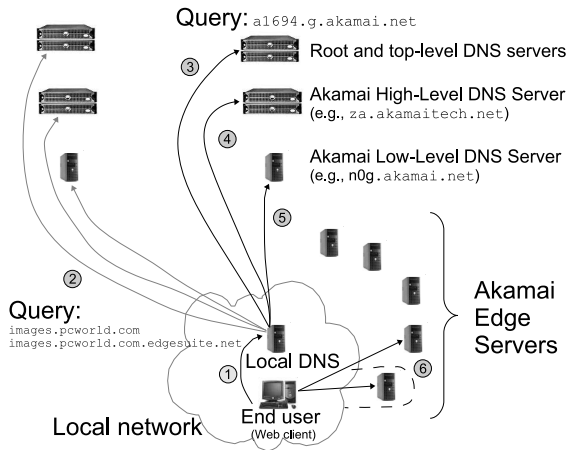 Query: a1694.g.akamai.net
3
Root and top-level DNS servers
Akamai High-Level DNS Server
(e.g., za.akamaitech.net)
4
Akamai Low-Level DNS Server
(e.g., n0g.akamai.net)
5
2
Query:
images.pcworld.com
images.pcworld.com.edgesuite.net
Akamai
Edge
Servers
Local DNS
1
6
End user
(Web client)
Local network